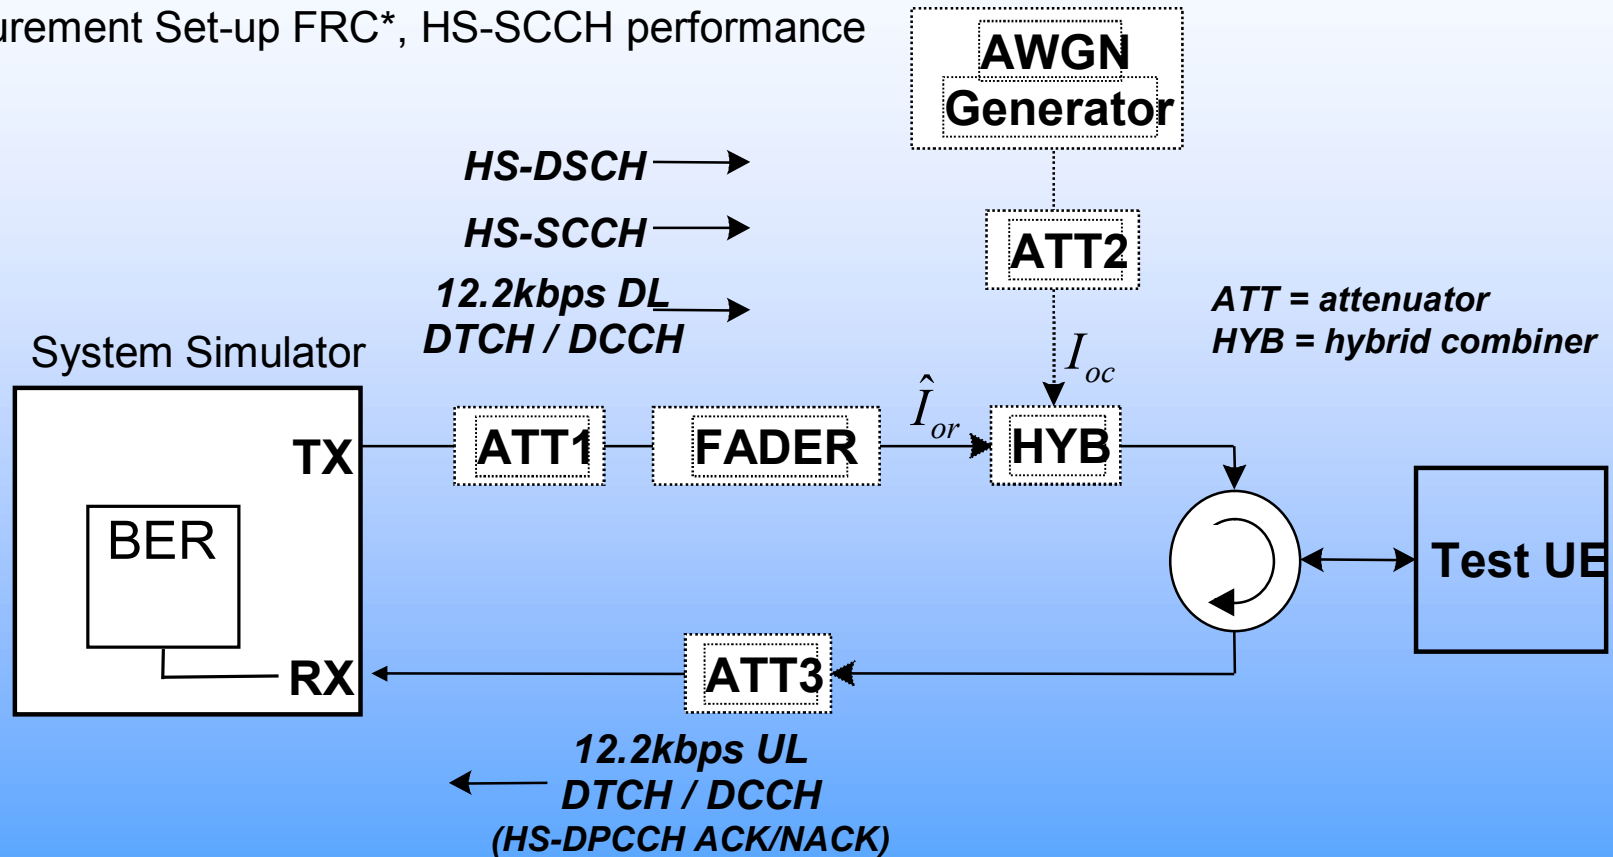 urement Set-up FRC*, HS-SCCH performance
AWGN
Generator
HS-DSCH
HS-SCCH
12.2kbps DL
DTCH / DCCH
ATT2
ATT = attenuator
HYB = hybrid combiner
System Simulator
I oc
Î or
TX
ATT1
FADER
HYB
BER
Test UE
RX
ATT3
12.2kbps UL
DTCH / DCCH
(HS-DPCCH ACK/NACK)